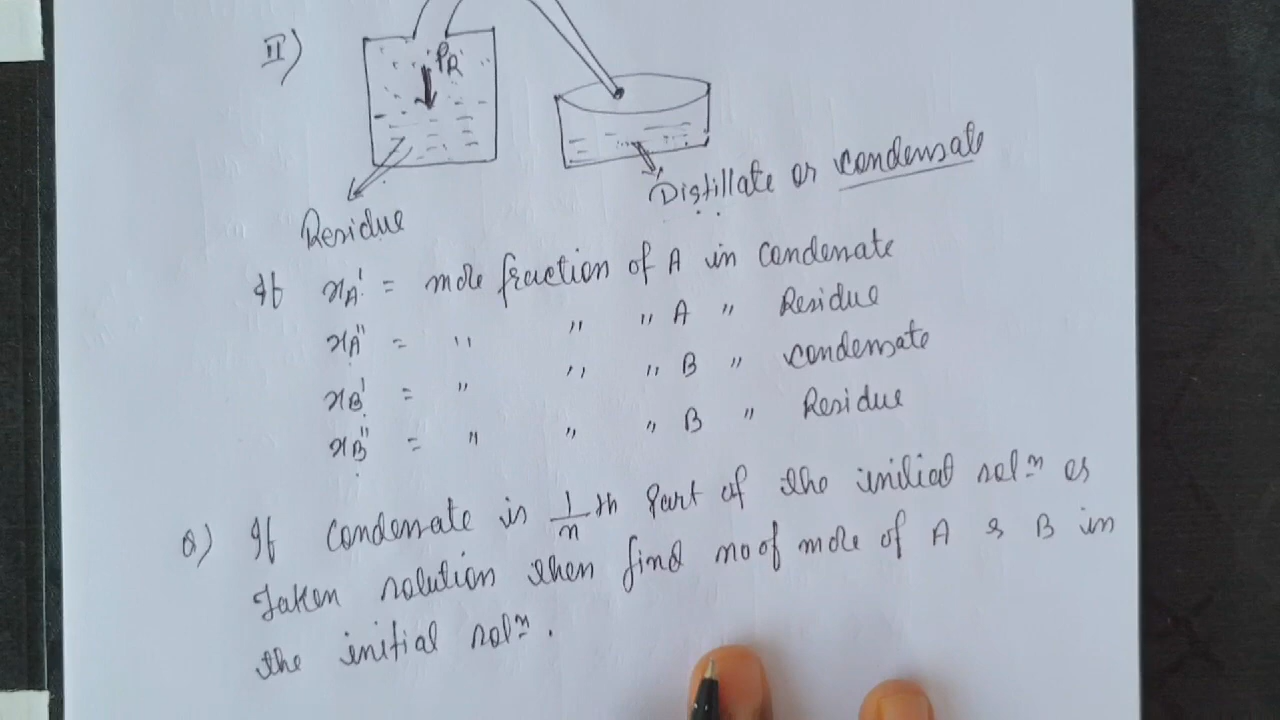 II)
PR
Distillate or condensate
Residue
If xA' = mole fraction of A in condenate
xA" = " " " A " Residue
xB' = " " " B " condensate
xB" = " " " B " Residue
Q) If condensate is 1/n th Part of the initial solⁿ or
Taken solution then find no of mole of A & B in
the initial solⁿ.